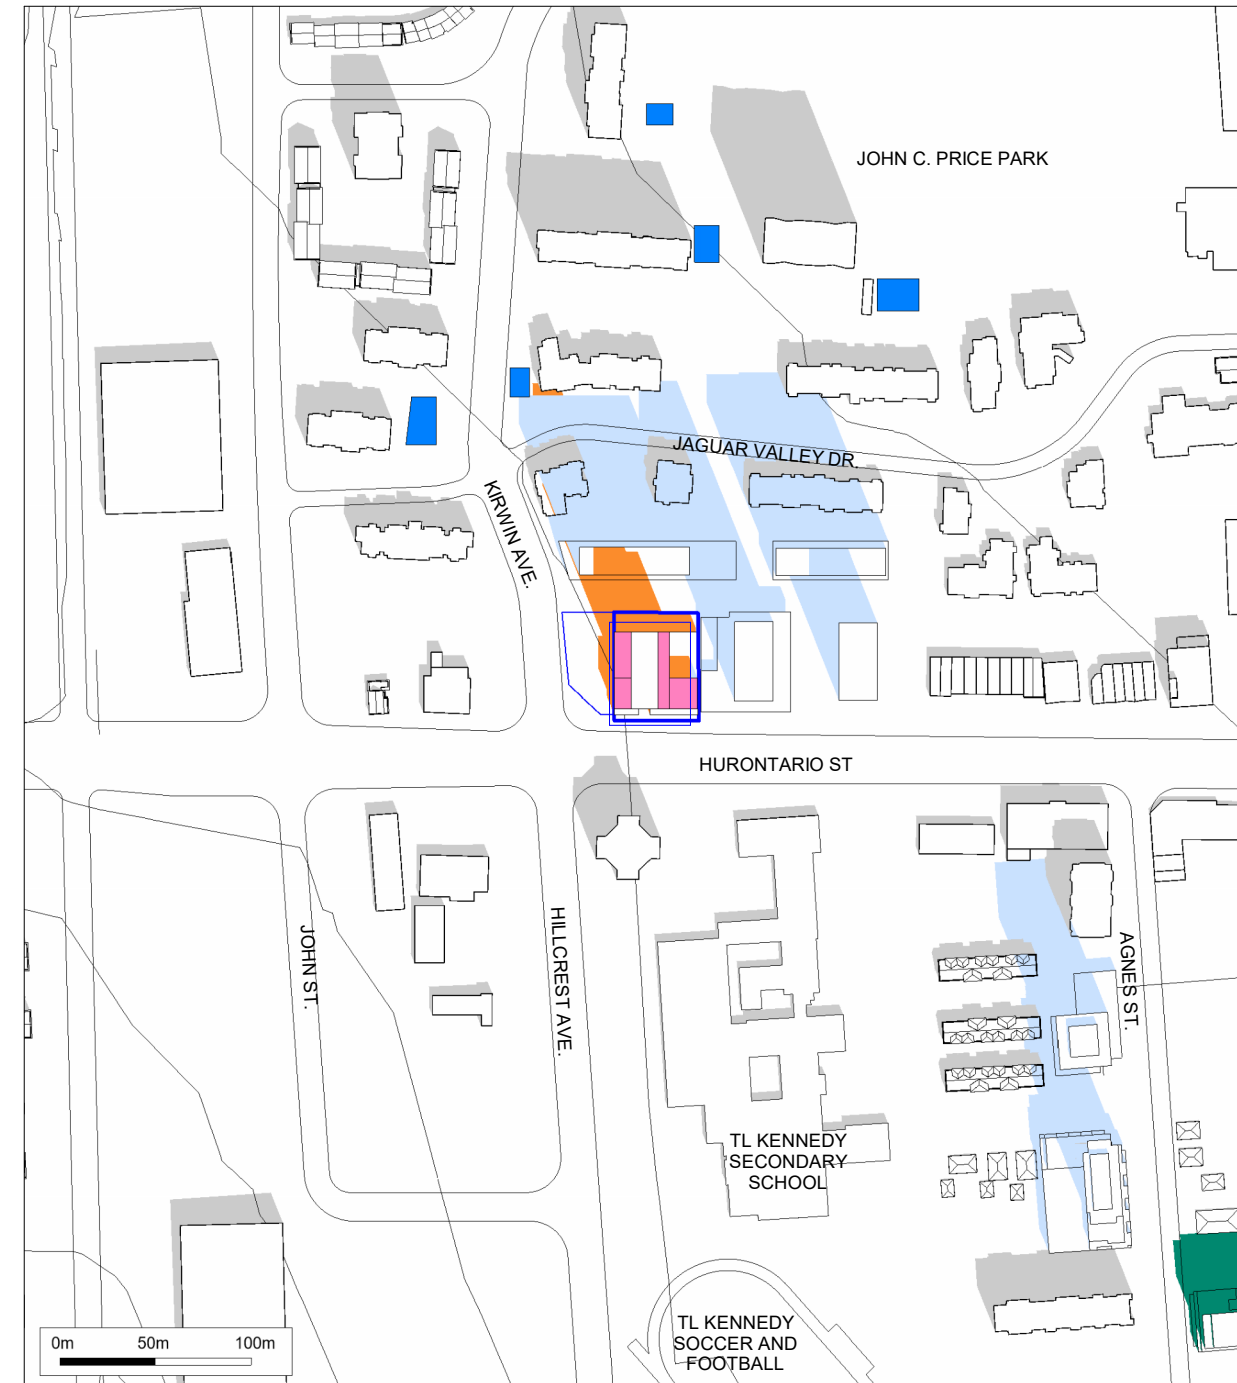 JOHN C. PRICE PARK
JAGUAR VALLEY DR.
KIRWIN AVE.
HURONTARIO ST
JOHN ST.
HILLCREST AVE.
AGNES ST.
TL KENNEDY
SECONDARY
SCHOOL
TL KENNEDY
SOCCER AND
FOOTBALL
0m 50m 100m